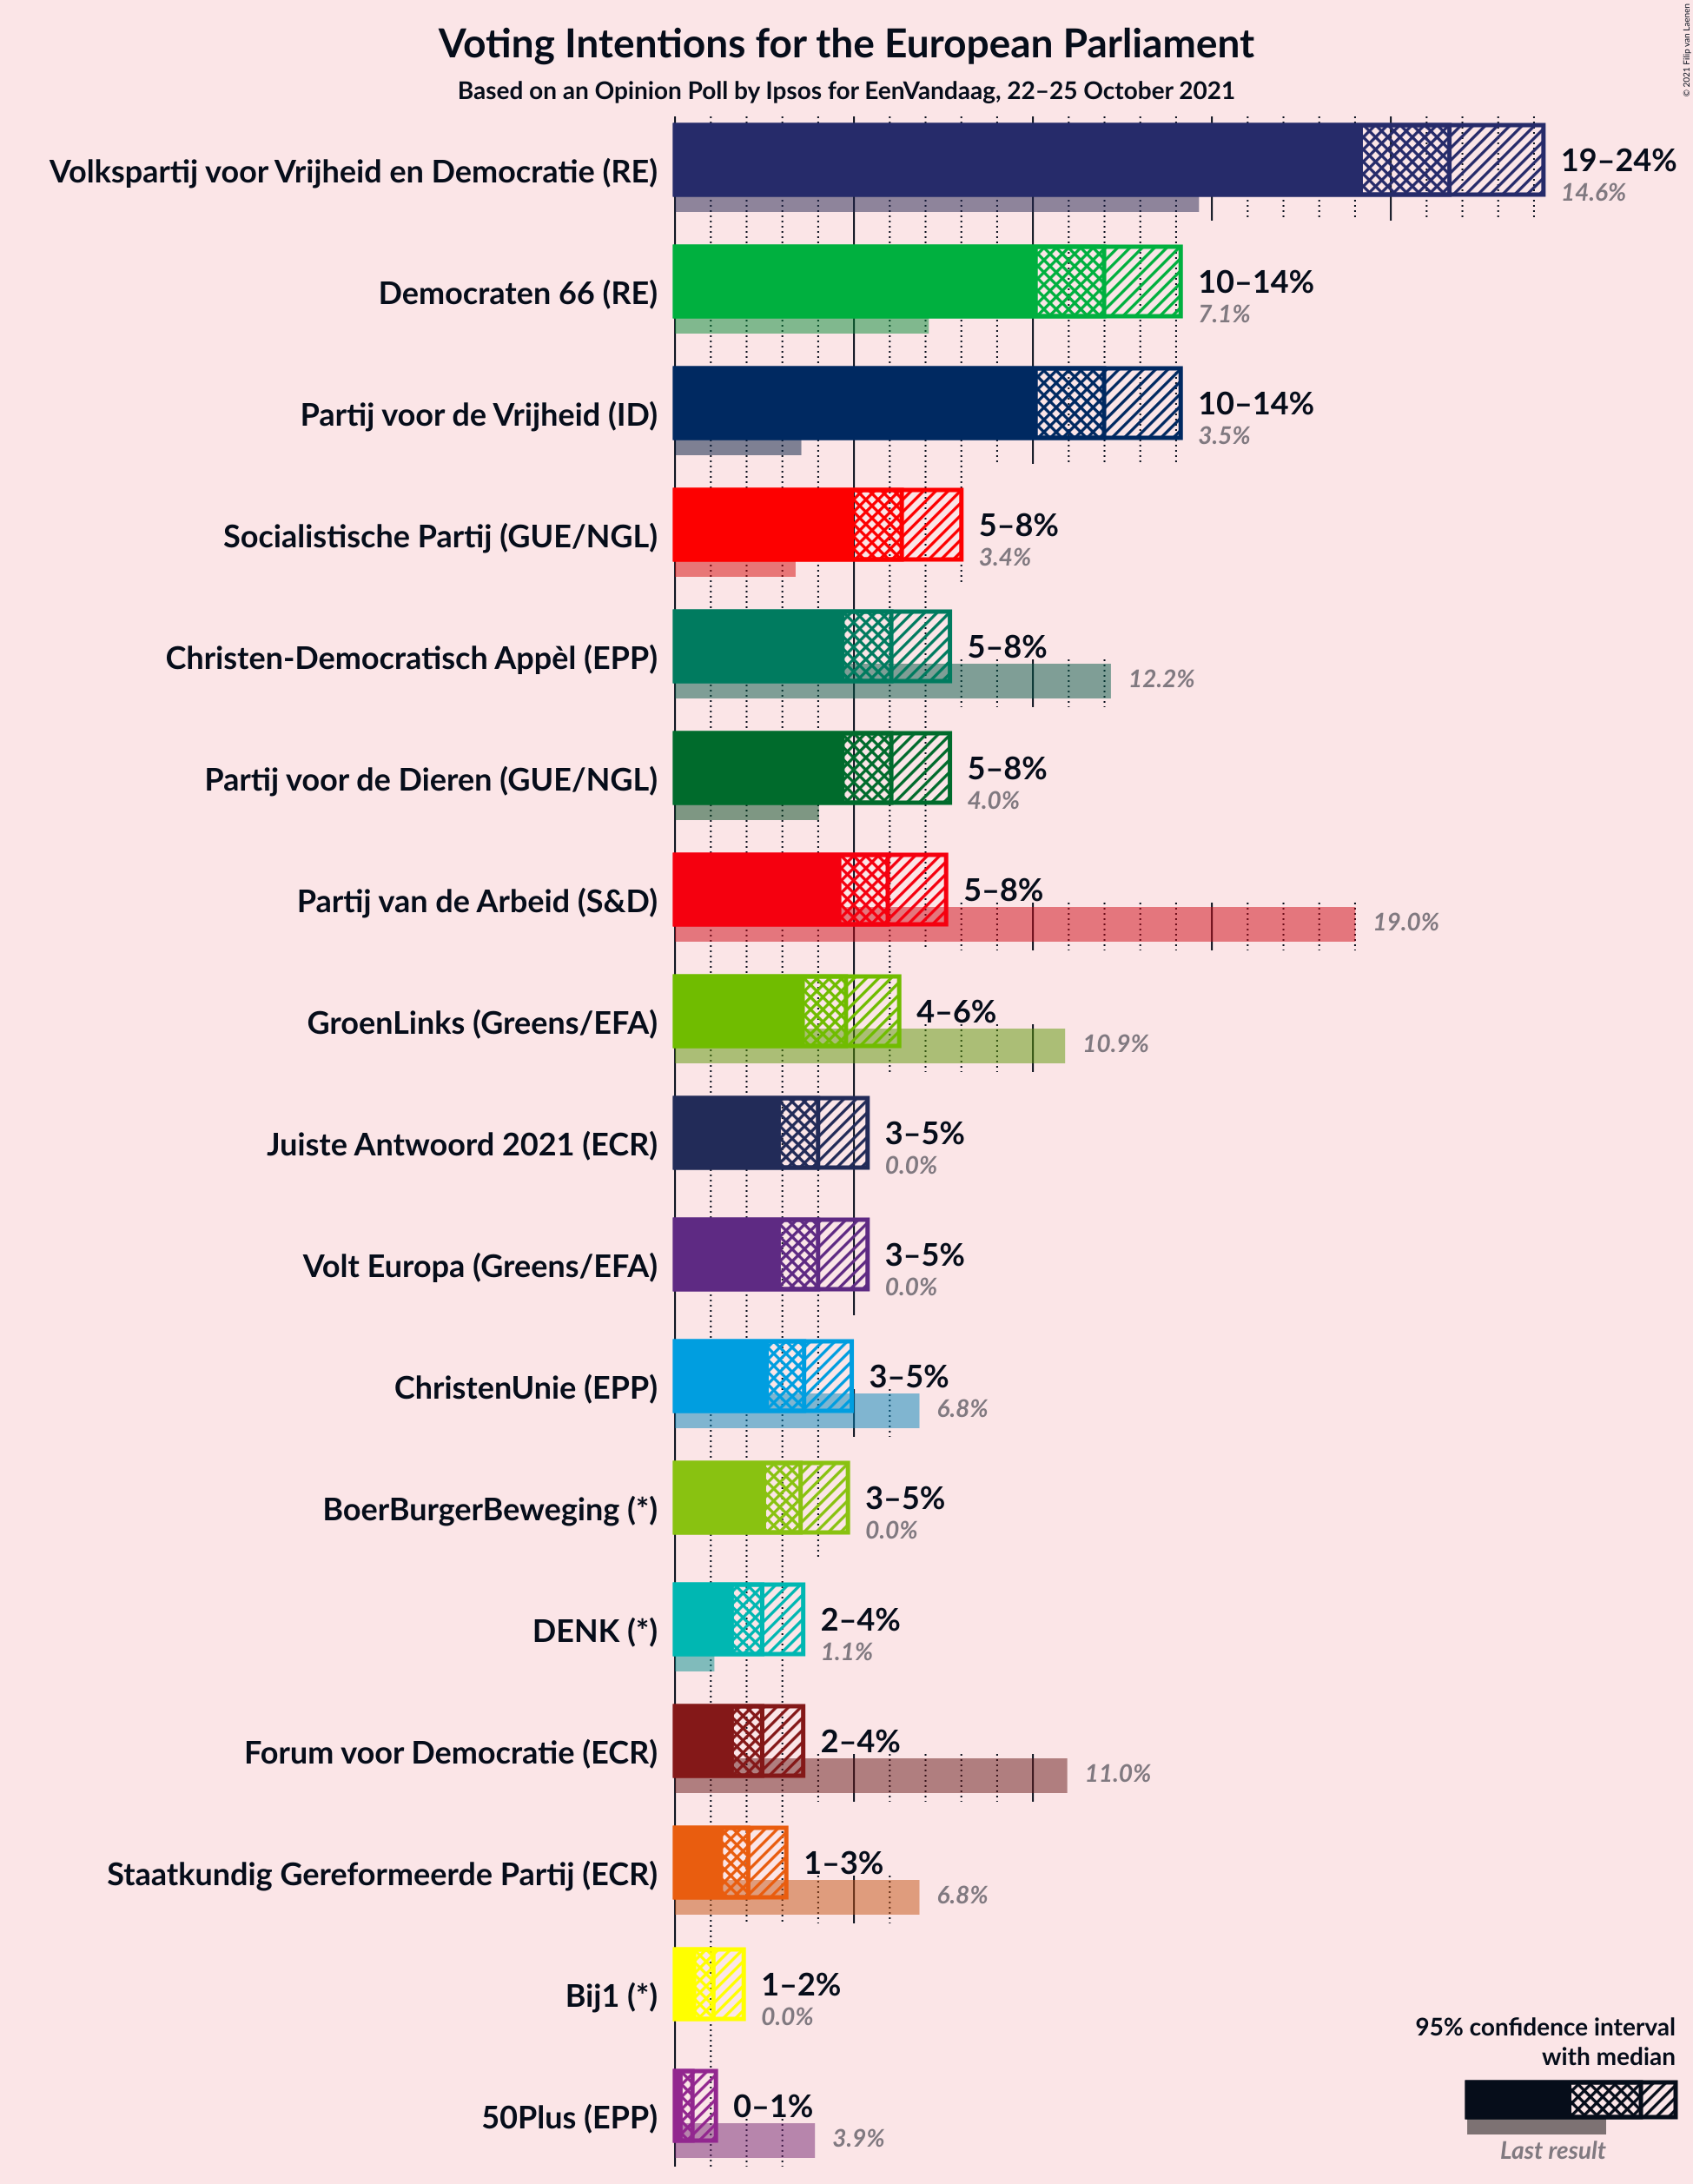 Voting Intentions for the European Parliament
Based on an Opinion Poll by Ipsos for EenVandaag, 22–25 October 2021
© 2021 Filip van Laenen
Volkspartij voor Vrijheid en Democratie (RE)
19–24%
14.6%
Democraten 66 (RE)
10–14%
7.1%
Partij voor de Vrijheid (ID)
10–14%
3.5%
Socialistische Partij (GUE/NGL)
5–8%
3.4%
Christen-Democratisch Appèl (EPP)
5–8%
12.2%
Partij voor de Dieren (GUE/NGL)
5–8%
4.0%
Partij van de Arbeid (S&D)
5–8%
19.0%
GroenLinks (Greens/EFA)
4–6%
10.9%
Juiste Antwoord 2021 (ECR)
3–5%
0.0%
Volt Europa (Greens/EFA)
3–5%
0.0%
ChristenUnie (EPP)
3–5%
6.8%
BoerBurgerBeweging (*)
3–5%
0.0%
DENK (*)
2–4%
1.1%
Forum voor Democratie (ECR)
2–4%
11.0%
Staatkundig Gereformeerde Partij (ECR)
1–3%
6.8%
Bij1 (*)
1–2%
0.0%
50Plus (EPP)
0–1%
3.9%
95% confidence interval
with median
Last result